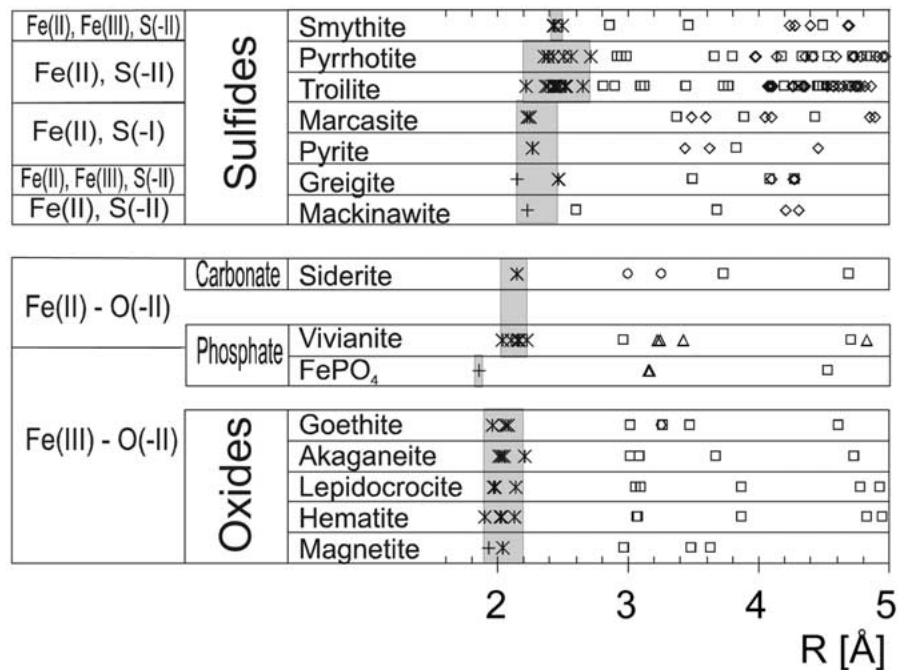 Fe(II), Fe(III), S(-II)
Fe(II), S(-II)
Fe(II), S(-I)
Fe(II), Fe(III), S(-II)
Fe(II), S(-II)
Sulfides
Smythite
Pyrrhotite
Troilite
Marcasite
Pyrite
Greigite
Mackinawite
Fe(II) - O(-II)
Fe(III) - O(-II)
Carbonate
Siderite
Phosphate
Vivianite
FePO₄
Oxides
Goethite
Akaganeite
Lepidocrocite
Hematite
Magnetite
2 3 4 5
R [Å]